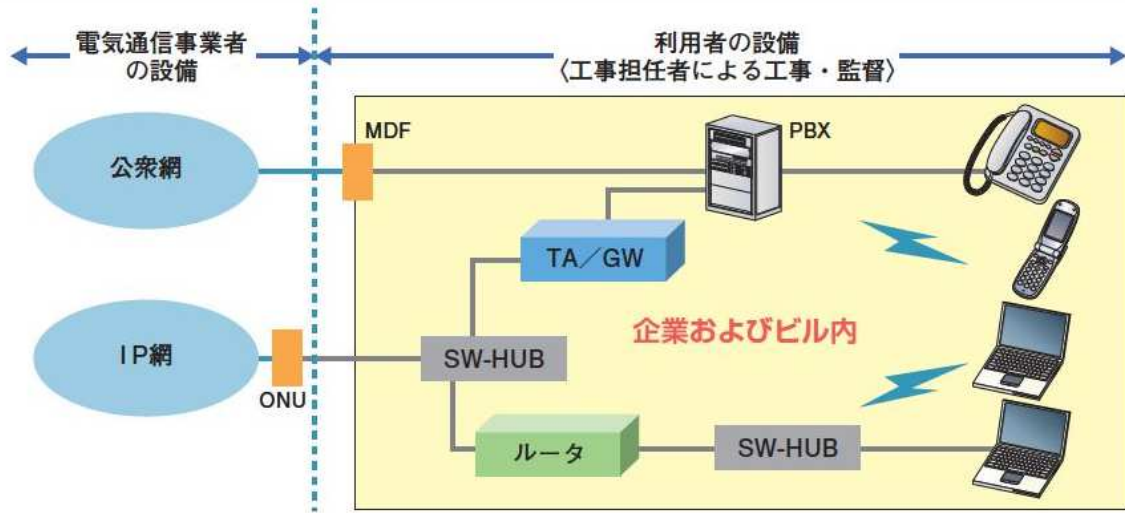 電気通信事業者
の設備
利用者の設備
〈工事担任者による工事・監督〉
MDF
PBX
公衆網
TA/GW
企業およびビル内
IP網
ONU
SW-HUB
ルータ
SW-HUB